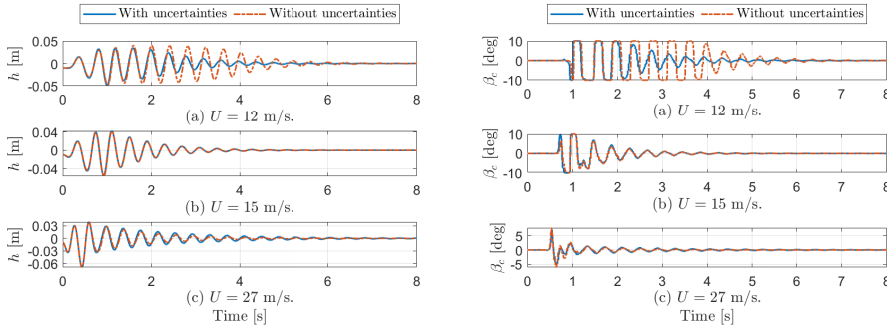 With uncertainties Without uncertainties
h [m]
0.05
0
-0.05
0 2 4 6 8
(a) U = 12 m/s.
h [m]
0.04
0
-0.04
0 2 4 6 8
(b) U = 15 m/s.
h [m]
0.03
0
-0.03
-0.06
0 2 4 6 8
(c) U = 27 m/s.
Time [s]
With uncertainties Without uncertainties
β_c [deg]
10
0
-10
0 1 2 3 4 5 6 7 8
(a) U = 12 m/s.
β_c [deg]
10
0
-10
0 1 2 3 4 5 6 7 8
(b) U = 15 m/s.
β_c [deg]
5
0
-5
0 1 2 3 4 5 6 7 8
(c) U = 27 m/s.
Time [s]